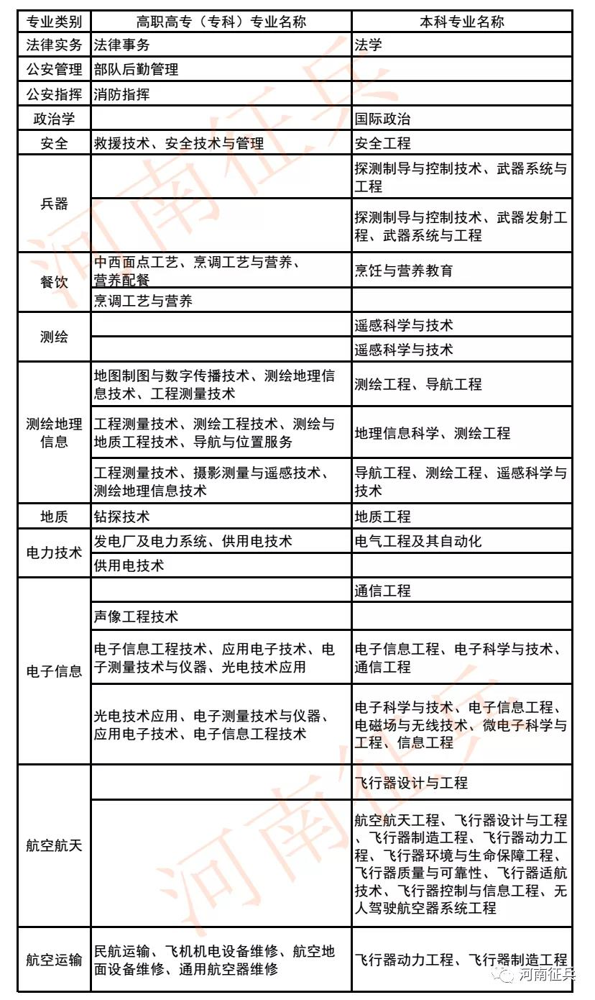 专业类别 高职高专（专科）专业名称 本科专业名称
法律实务 法律事务 法学
公安管理 部队后勤管理
公安指挥 消防指挥
政治学 国际政治
安全 救援技术、安全技术与管理 安全工程
兵器
探测制导与控制技术、武器系统与
工程
探测制导与控制技术、武器发射工
程、武器系统与工程
餐饮
中西面点工艺、烹调工艺与营养、
营养配餐
烹饪与营养教育
烹调工艺与营养
测绘
遥感科学与技术
遥感科学与技术
测绘地理
信息
地图制图与数字传播技术、测绘地理信
息技术、工程测量技术
测绘工程、导航工程
工程测量技术、测绘工程技术、测绘与
地质工程技术、导航与位置服务
地理信息科学、测绘工程
工程测量技术、摄影测量与遥感技术、
测绘地理信息技术
导航工程、测绘工程、遥感科学与
技术
地质 钻探技术 地质工程
电力技术
发电厂及电力系统、供用电技术 电气工程及其自动化
供用电技术
电子信息
通信工程
声像工程技术
电子信息工程技术、应用电子技术、电
子测量技术与仪器、光电技术应用
电子信息工程、电子科学与技术、
通信工程
光电技术应用、电子测量技术与仪器、
应用电子技术、电子信息工程技术
电子科学与技术、电子信息工程、
电磁场与无线技术、微电子科学与
工程、信息工程
航空航天
飞行器设计与工程
航空航天工程、飞行器设计与工程
、飞行器制造工程、飞行器动力工
程、飞行器环境与生命保障工程、
飞行器质量与可靠性、飞行器适航
技术、飞行器控制与信息工程、无
人驾驶航空器系统工程
航空运输
民航运输、飞机机电设备维修、航空地
面设备维修、通用航空器维修
飞行器动力工程、飞行器制造工程
河南征兵
河南征兵
河南征兵